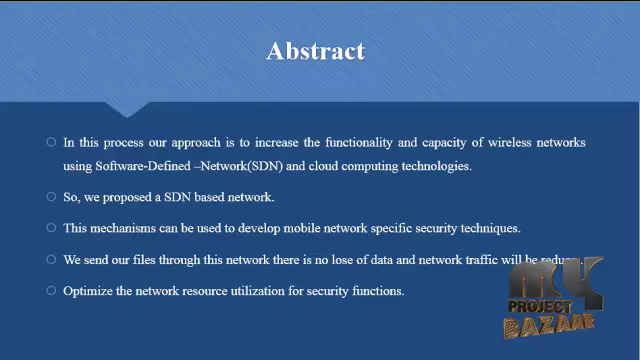 Abstract
In this process our approach is to increase the functionality and capacity of wireless networks
using Software-Defined –Network(SDN) and cloud computing technologies.
So, we proposed a SDN based network.
This mechanisms can be used to develop mobile network specific security techniques.
We send our files through this network there is no lose of data and network traffic will be
Optimize the network resource utilization for security functions.
MY
PROJECT
BAZAAR